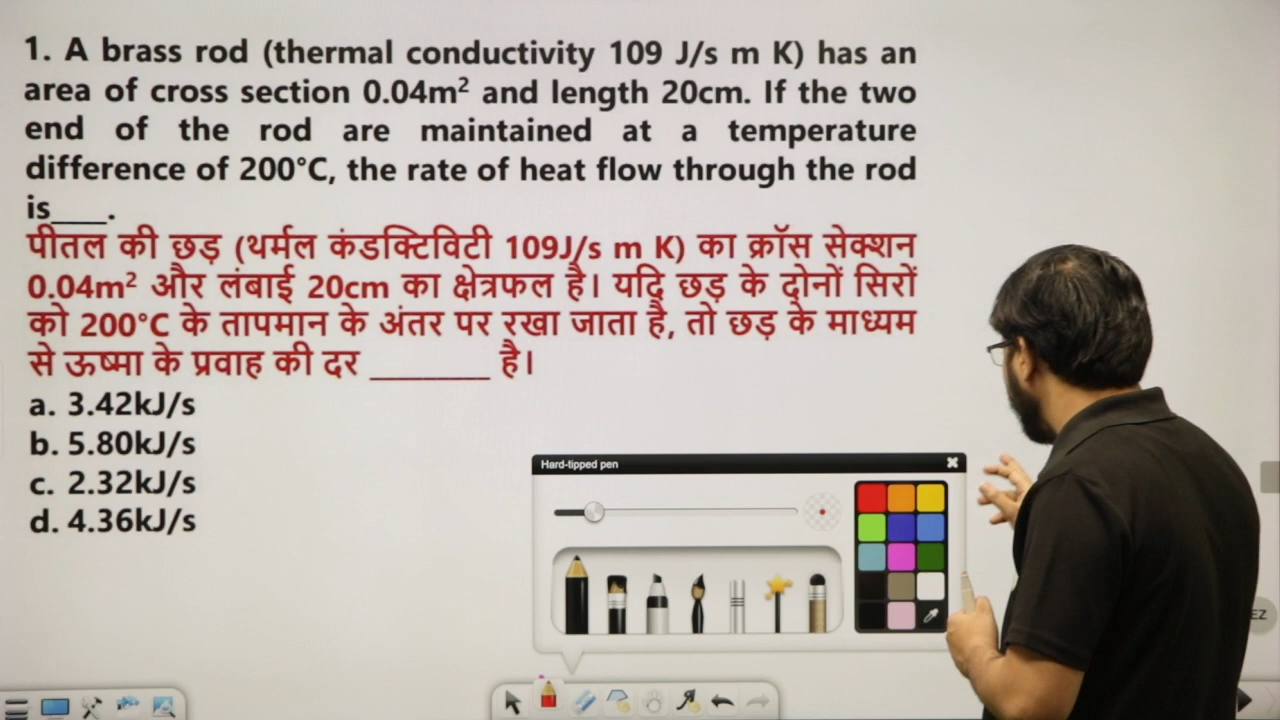 1. A brass rod (thermal conductivity 109 J/s m K) has an
area of cross section 0.04m² and length 20cm. If the two
end of the rod are maintained at a temperature
difference of 200°C, the rate of heat flow through the rod
is____.
पीतल की छड़ (थर्मल कंडक्टिविटी 109J/s m K) का क्रॉस सेक्शन
0.04m² और लंबाई 20cm का क्षेत्रफल है। यदि छड़ के दोनों सिरों
को 200°C के तापमान के अंतर पर रखा जाता है, तो छड़ के माध्यम
से ऊष्मा के प्रवाह की दर ________ है।
a. 3.42kJ/s
b. 5.80kJ/s
c. 2.32kJ/s
d. 4.36kJ/s
Hard-tipped pen
EZ